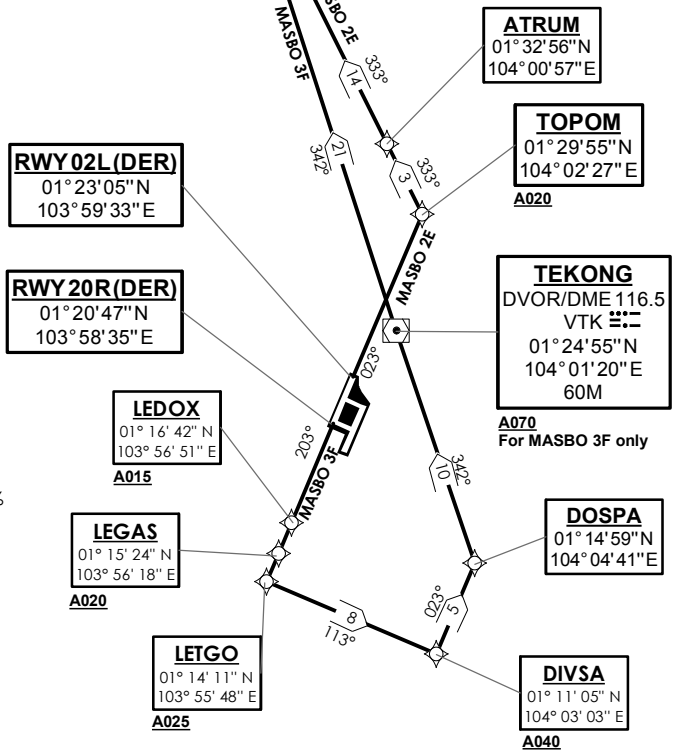 MASBO 3F
MASBO 2E
ATRUM
01°32'56"N
104°00'57"E
333°
14
21
342°
3
333°
TOPOM
01°29'55"N
104°02'27"E
A020
RWY 02L(DER)
01°23'05"N
103°59'33"E
MASBO 2E
RWY 20R(DER)
01°20'47"N
103°58'35"E
TEKONG
DVOR/DME 116.5
VTK
01°24'55"N
104°01'20"E
60M
A070
For MASBO 3F only
023°
203°
MASBO 3F
LEDOX
01° 16' 42" N
103° 56' 51" E
A015
%
342°
10
LEGAS
01° 15' 24" N
103° 56' 18" E
A020
DOSPA
01°14'59"N
104°04'41"E
023°
5
8
113°
LETGO
01° 14' 11" N
103° 55' 48" E
A025
DIVSA
01° 11' 05" N
104° 03' 03" E
A040